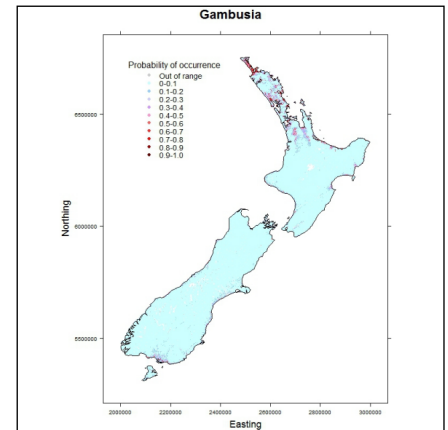 Gambusia
Probability of occurrence
Out of range
0-0.1
0.1-0.2
0.2-0.3
0.3-0.4
0.4-0.5
0.5-0.6
0.6-0.7
0.7-0.8
0.8-0.9
0.9-1.0
Northing
6500000
6000000
5500000
2000000 2200000 2400000 2600000 2800000 3000000
Easting